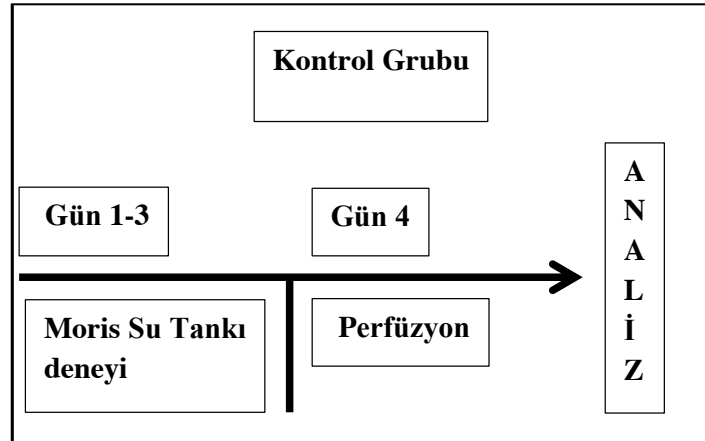 Kontrol Grubu
Gün 1-3
Gün 4
Moris Su Tankı
deneyi
Perfüzyon
A
N
A
L
İ
Z